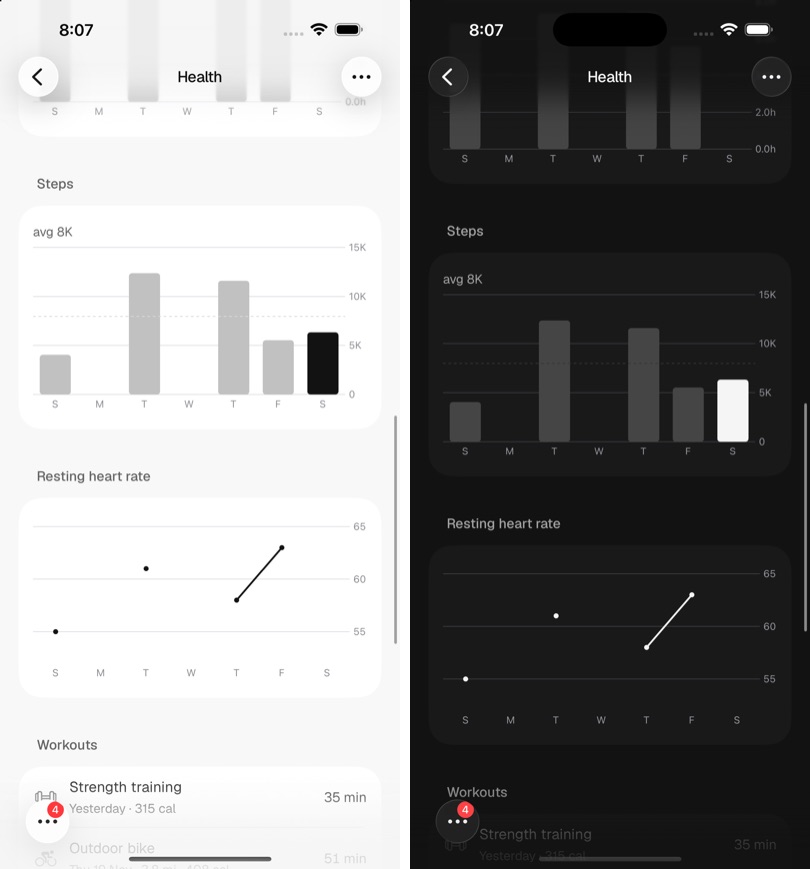 8:07
Health
0.0h
S M T W T F S
Steps
avg 8K
15K
10K
5K
0
S M T W T F S
Resting heart rate
65
60
55
S M T W T F S
Workouts
Strength training
35 min
Yesterday · 315 cal
4
Outdoor bike
51 min
8:07
Health
2.0h
0.0h
S M T W T F S
Steps
avg 8K
15K
10K
5K
0
S M T W T F S
Resting heart rate
65
60
55
S M T W T F S
Workouts
4
Strength training
35 min
Yesterday · 315 cal